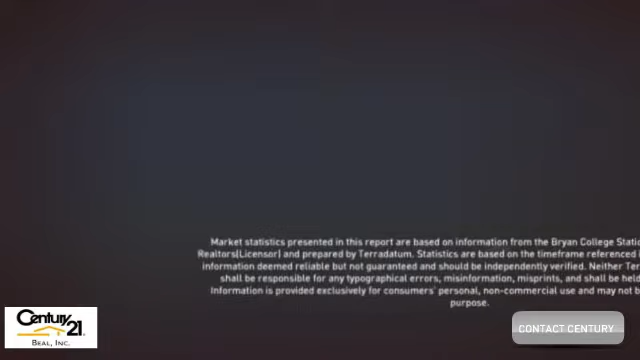 Market statistics presented in this report are based on information from the Bryan College Statio
Realtors(Licensor) and prepared by Terradatum. Statistics are based on the timeframe referenced i
information deemed reliable but not guaranteed and should be independently verified. Neither Ter
shall be responsible for any typographical errors, misinformation, misprints, and shall be held
Information is provided exclusively for consumers' personal, non-commercial use and may not b
purpose.
Century
21
BEAL, INC.
CONTACT CENTURY